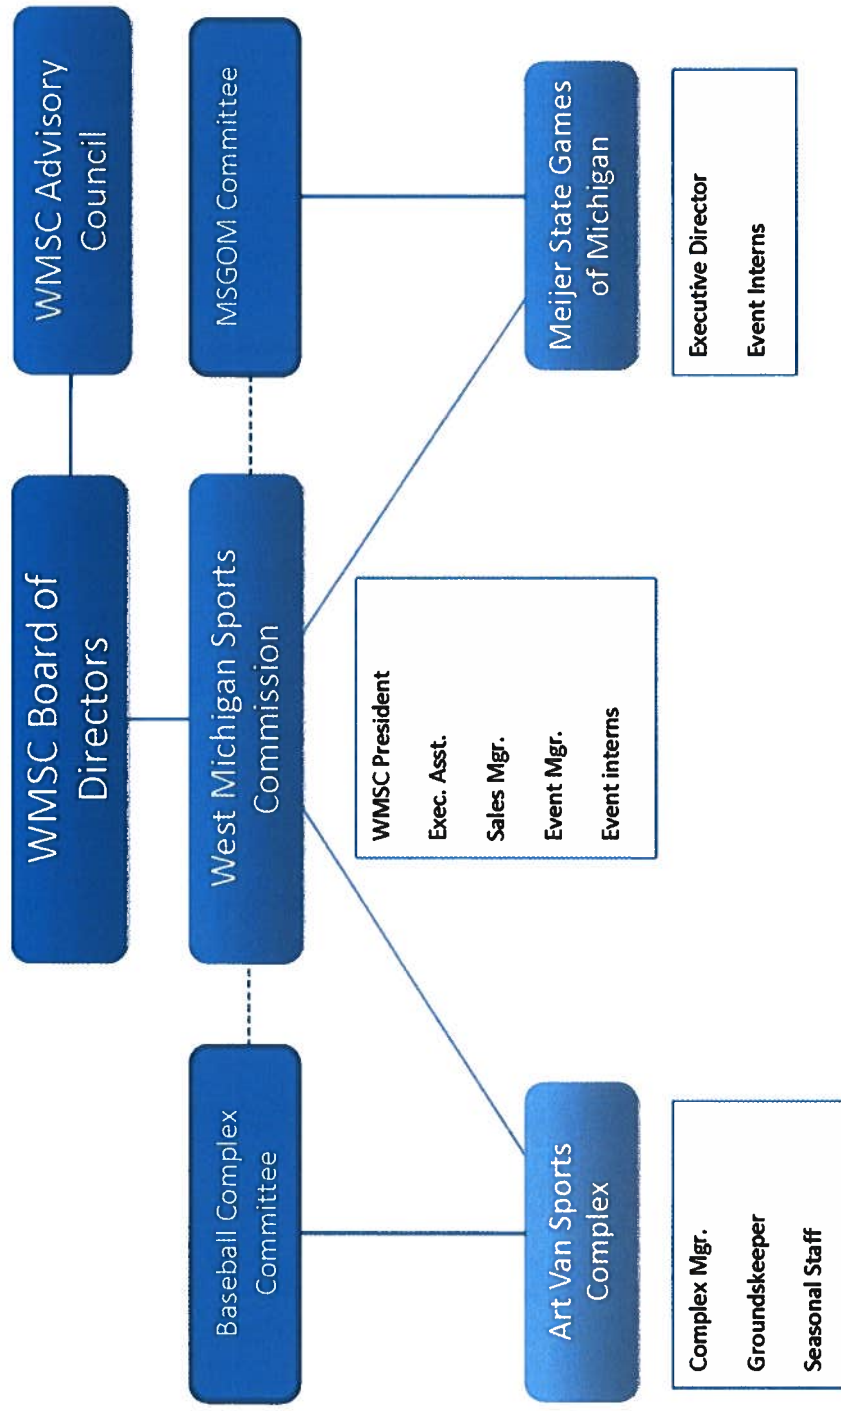 WMSC Board of
Directors
WMSC Advisory
Council
Baseball Complex
Committee
West Michigan Sports
Commission
MSGOM Committee
WMSC President
Exec. Asst.
Sales Mgr.
Event Mgr.
Event interns
Art Van Sports
Complex
Meijer State Games
of Michigan
Complex Mgr.
Groundskeeper
Seasonal Staff
Executive Director
Event Interns